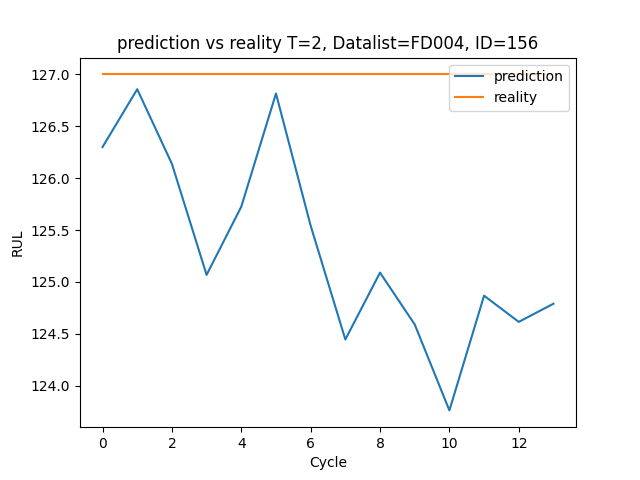 prediction vs reality T=2, Datalist=FD004, ID=156
127.0
126.5
126.0
125.5
125.0
124.5
124.0
RUL
prediction
reality
0 2 4 6 8 10 12
Cycle